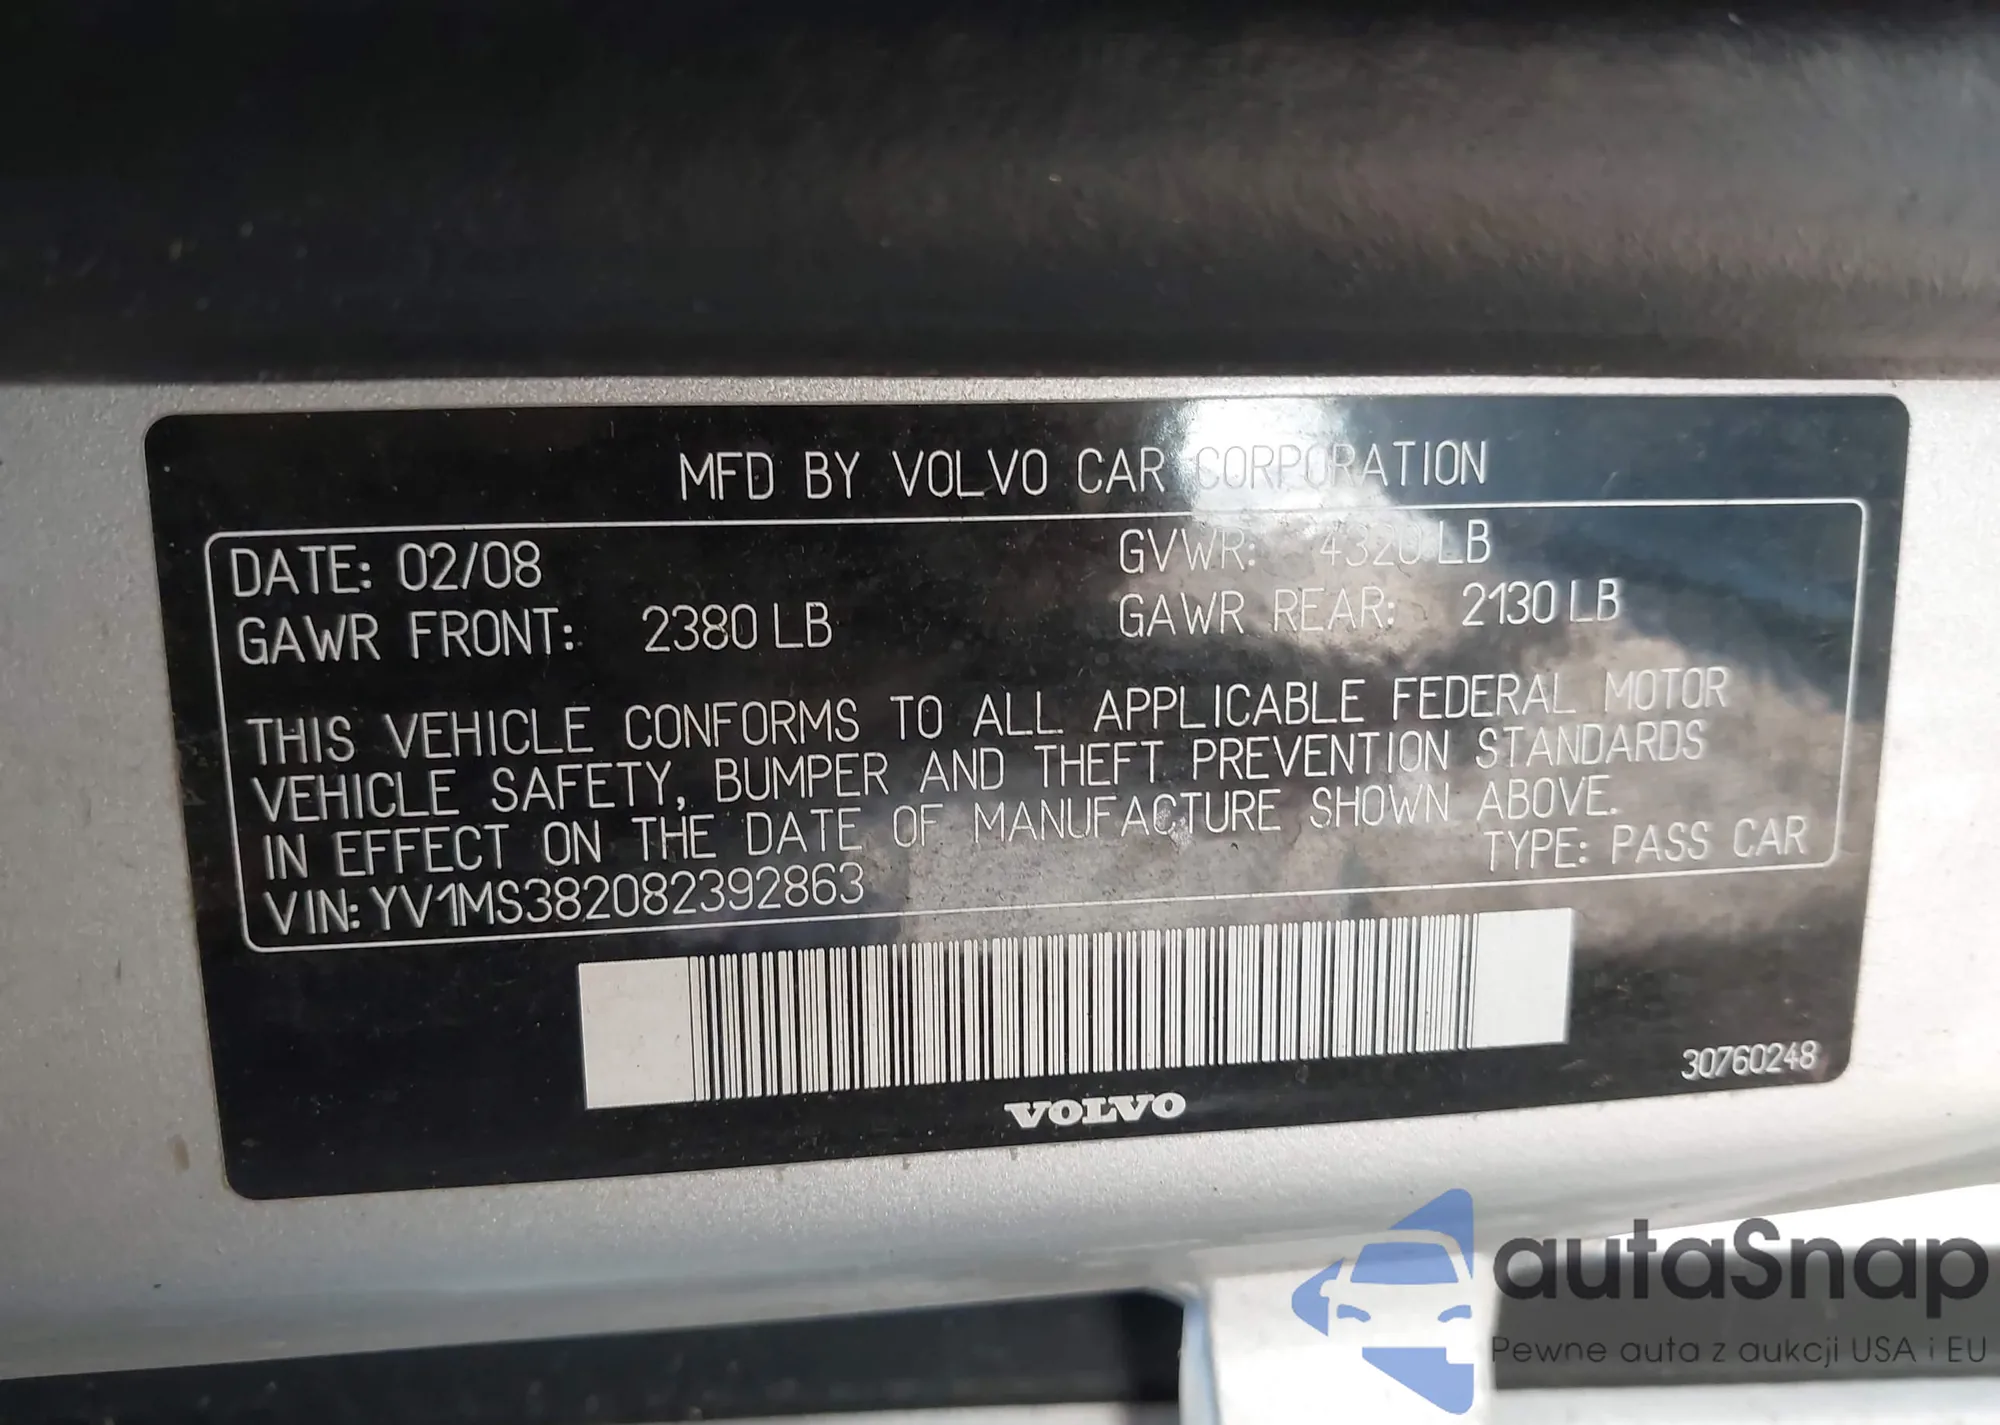 MFD BY VOLVO CAR CORPORATION
DATE: 02/08 GVWR: 4320 LB
GAWR FRONT: 2380 LB GAWR REAR: 2130 LB
THIS VEHICLE CONFORMS TO ALL APPLICABLE FEDERAL MOTOR
VEHICLE SAFETY, BUMPER AND THEFT PREVENTION STANDARDS
IN EFFECT ON THE DATE OF MANUFACTURE SHOWN ABOVE.
VIN: YV1MS382082392863 TYPE: PASS CAR
30760248
VOLVO
autaSnap
Pewne auta z aukcji USA i EU